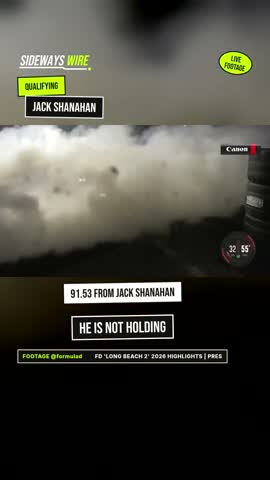 SIDEWAYS WIRE.
LIVE
FOOTAGE
QUALIFYING
JACK SHANAHAN
Canon
32 55
91.53 FROM JACK SHANAHAN
HE IS NOT HOLDING
FOOTAGE @formulad FD 'LONG BEACH 2' 2026 HIGHLIGHTS | PRES